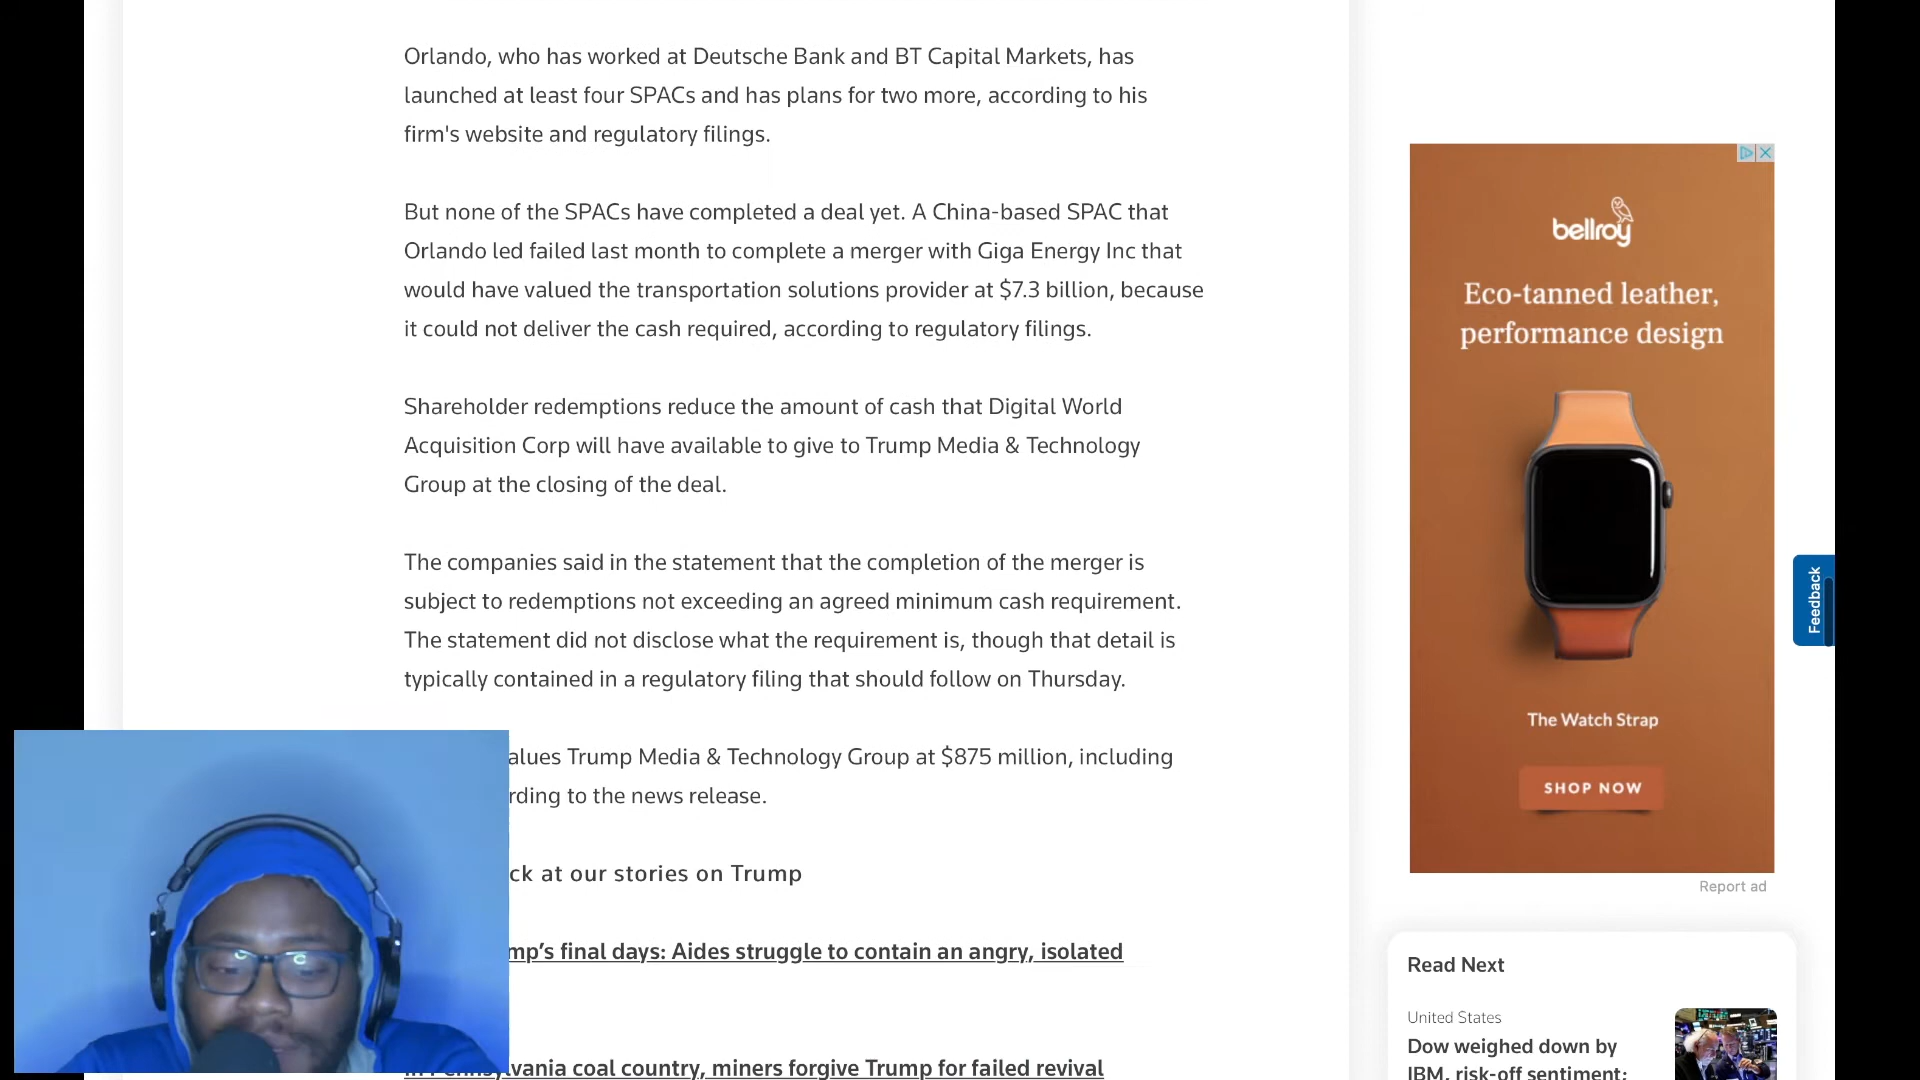 Orlando, who has worked at Deutsche Bank and BT Capital Markets, has
launched at least four SPACs and has plans for two more, according to his
firm's website and regulatory filings.
But none of the SPACs have completed a deal yet. A China-based SPAC that
Orlando led failed last month to complete a merger with Giga Energy Inc that
would have valued the transportation solutions provider at $7.3 billion, because
it could not deliver the cash required, according to regulatory filings.
Shareholder redemptions reduce the amount of cash that Digital World
Acquisition Corp will have available to give to Trump Media & Technology
Group at the closing of the deal.
The companies said in the statement that the completion of the merger is
subject to redemptions not exceeding an agreed minimum cash requirement.
The statement did not disclose what the requirement is, though that detail is
typically contained in a regulatory filing that should follow on Thursday.
alues Trump Media & Technology Group at $875 million, including
rding to the news release.
ck at our stories on Trump
mp’s final days: Aides struggle to contain an angry, isolated
vania coal country, miners forgive Trump for failed revival
bellroy
Eco-tanned leather,
performance design
The Watch Strap
SHOP NOW
Report ad
Feedback
Read Next
United States
Dow weighed down by
IBM, risk-off sentiment;